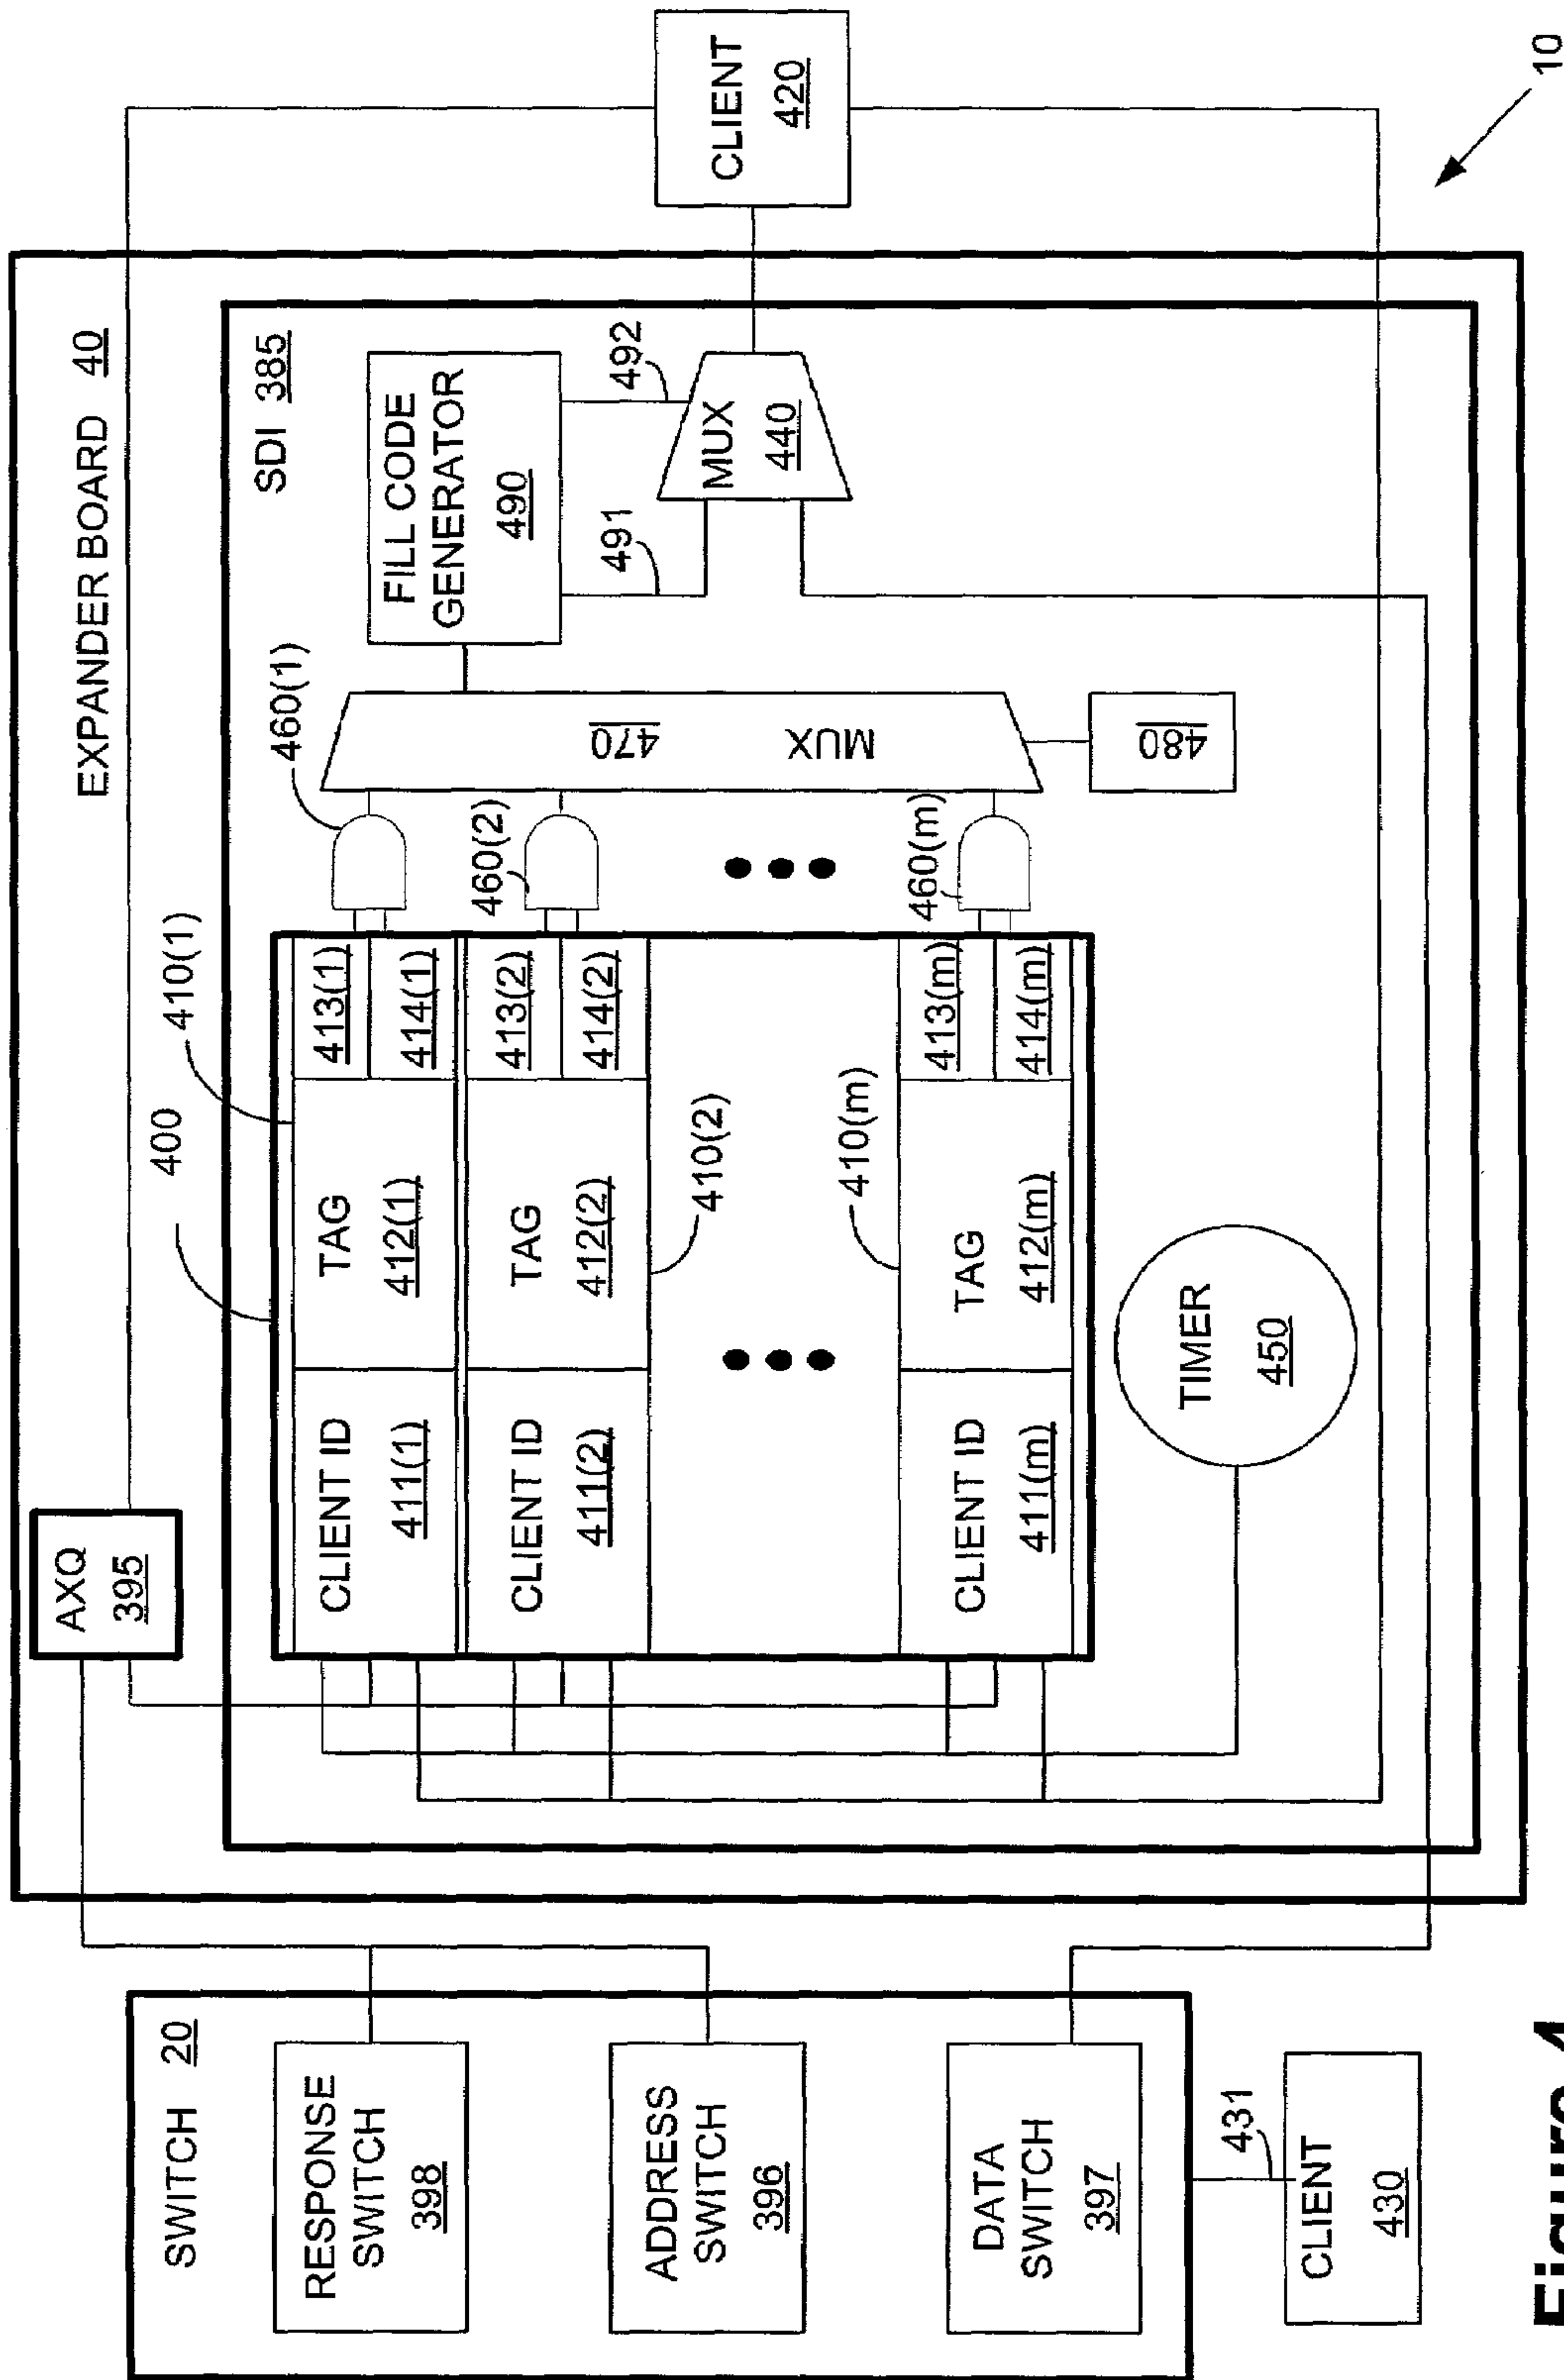 EXPANDER BOARD 40
SDI 385
AXQ
395
400
410(1)
460(1)
CLIENT ID
411(1)
TAG
412(1)
413(1)
414(1)
CLIENT ID
411(2)
TAG
412(2)
413(2)
414(2)
460(2)
410(2)
410(m)
460(m)
CLIENT ID
411(m)
TAG
412(m)
413(m)
414(m)
MUX
470
480
FILL CODE
GENERATOR
490
491
492
MUX
440
TIMER
450
CLIENT
420
10
SWITCH 20
RESPONSE
SWITCH
398
ADDRESS
SWITCH
396
DATA
SWITCH
397
431
CLIENT
430
Figure 4